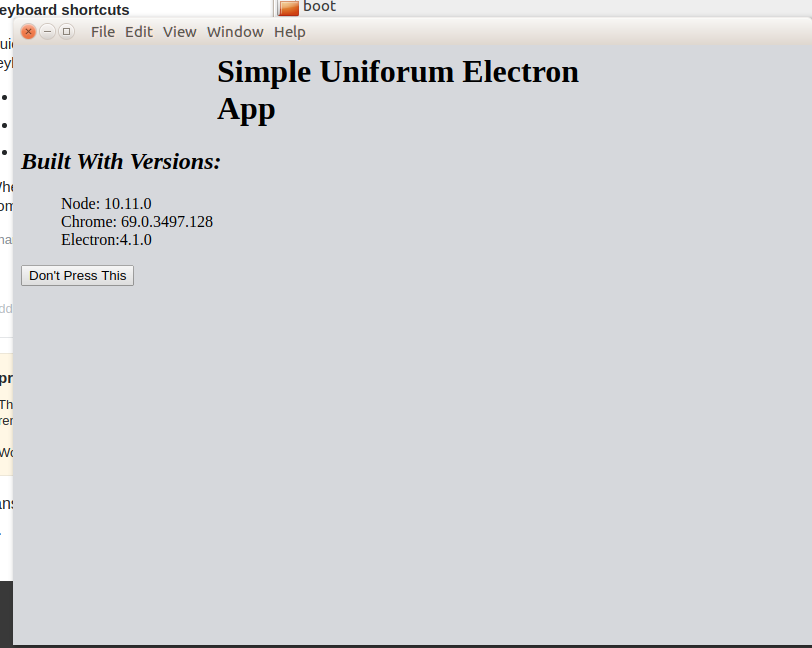 eyboard shortcuts
boot
File Edit View Window Help
Simple Uniforum Electron
App
Built With Versions:
Node: 10.11.0
Chrome: 69.0.3497.128
Electron:4.1.0
Don't Press This